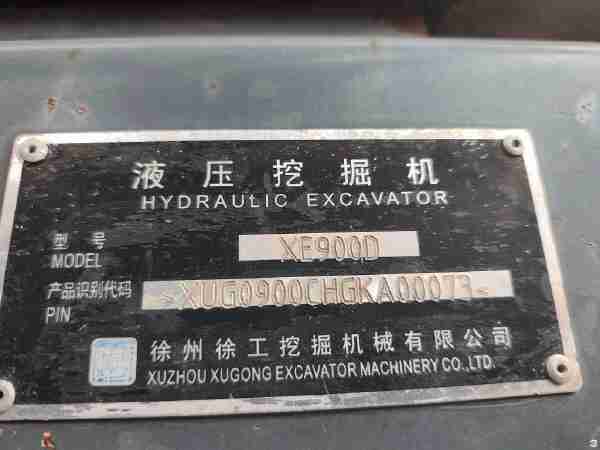 液压挖掘机
HYDRAULIC EXCAVATOR
型号 XE900D
MODEL
产品识别代码 XUG0900CHGKA00073
PIN
徐州徐工挖掘机械有限公司
XUZHOU XUGONG EXCAVATOR MACHINERY CO.,LTD.